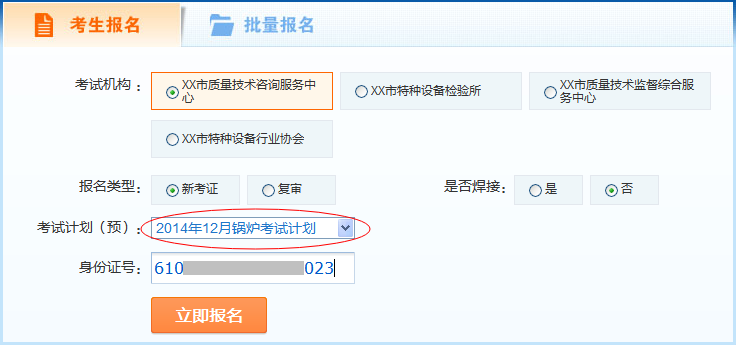 考生报名
批量报名
考试机构：
XX市质量技术咨询服务中
心
XX市特种设备检验所
XX市质量技术监督综合服
务中心
XX市特种设备行业协会
报名类型：
新考证
复审
是否焊接：
是
否
考试计划（预）：
2014年12月锅炉考试计划
身份证号：
610
023
立即报名